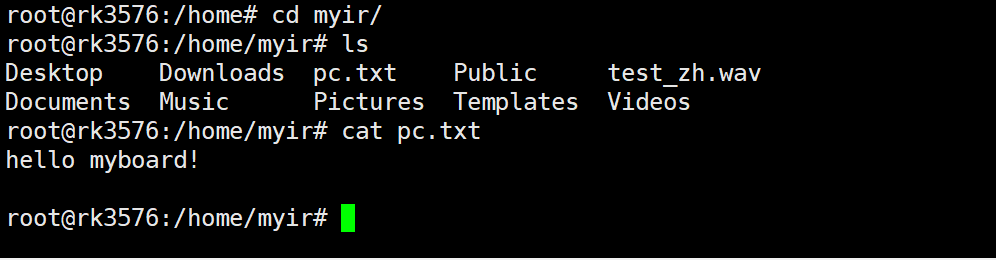 root@rk3576:/home# cd myir/
root@rk3576:/home/myir# ls
Desktop    Downloads  pc.txt    Public     test_zh.wav
Documents  Music      Pictures  Templates  Videos
root@rk3576:/home/myir# cat pc.txt
hello myboard!
root@rk3576:/home/myir#